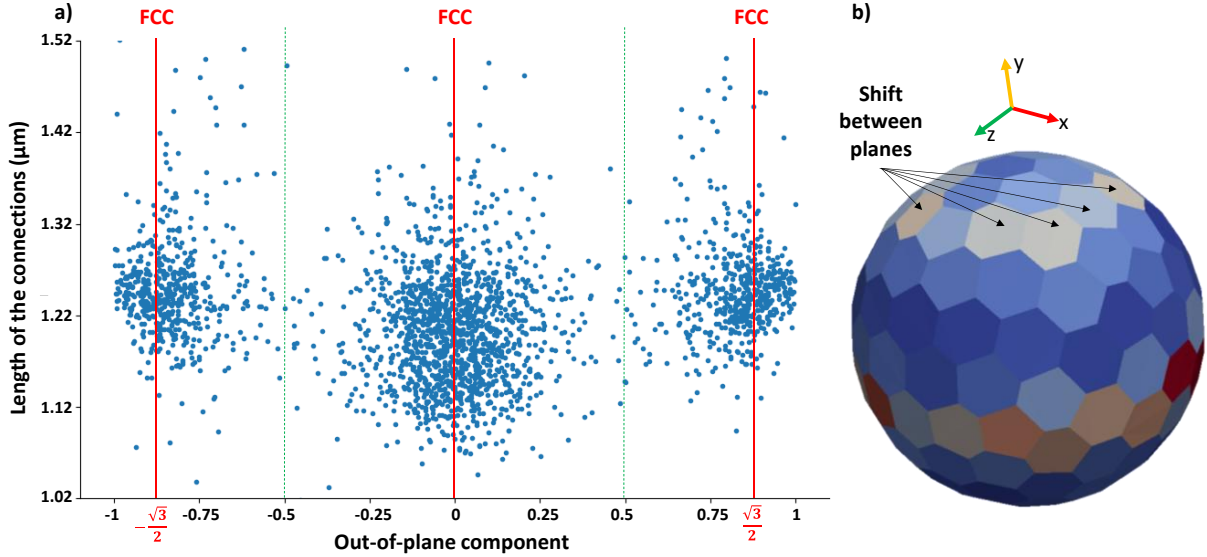 a)
FCC
FCC
FCC
b)
1.52
1.42
1.32
1.22
1.12
1.02
Length of the connections (µm)
-1
-√3/2
-0.75
-0.5
-0.25
0
0.25
0.5
0.75
√3/2
1
Out-of-plane component
y
x
z
Shift
between
planes